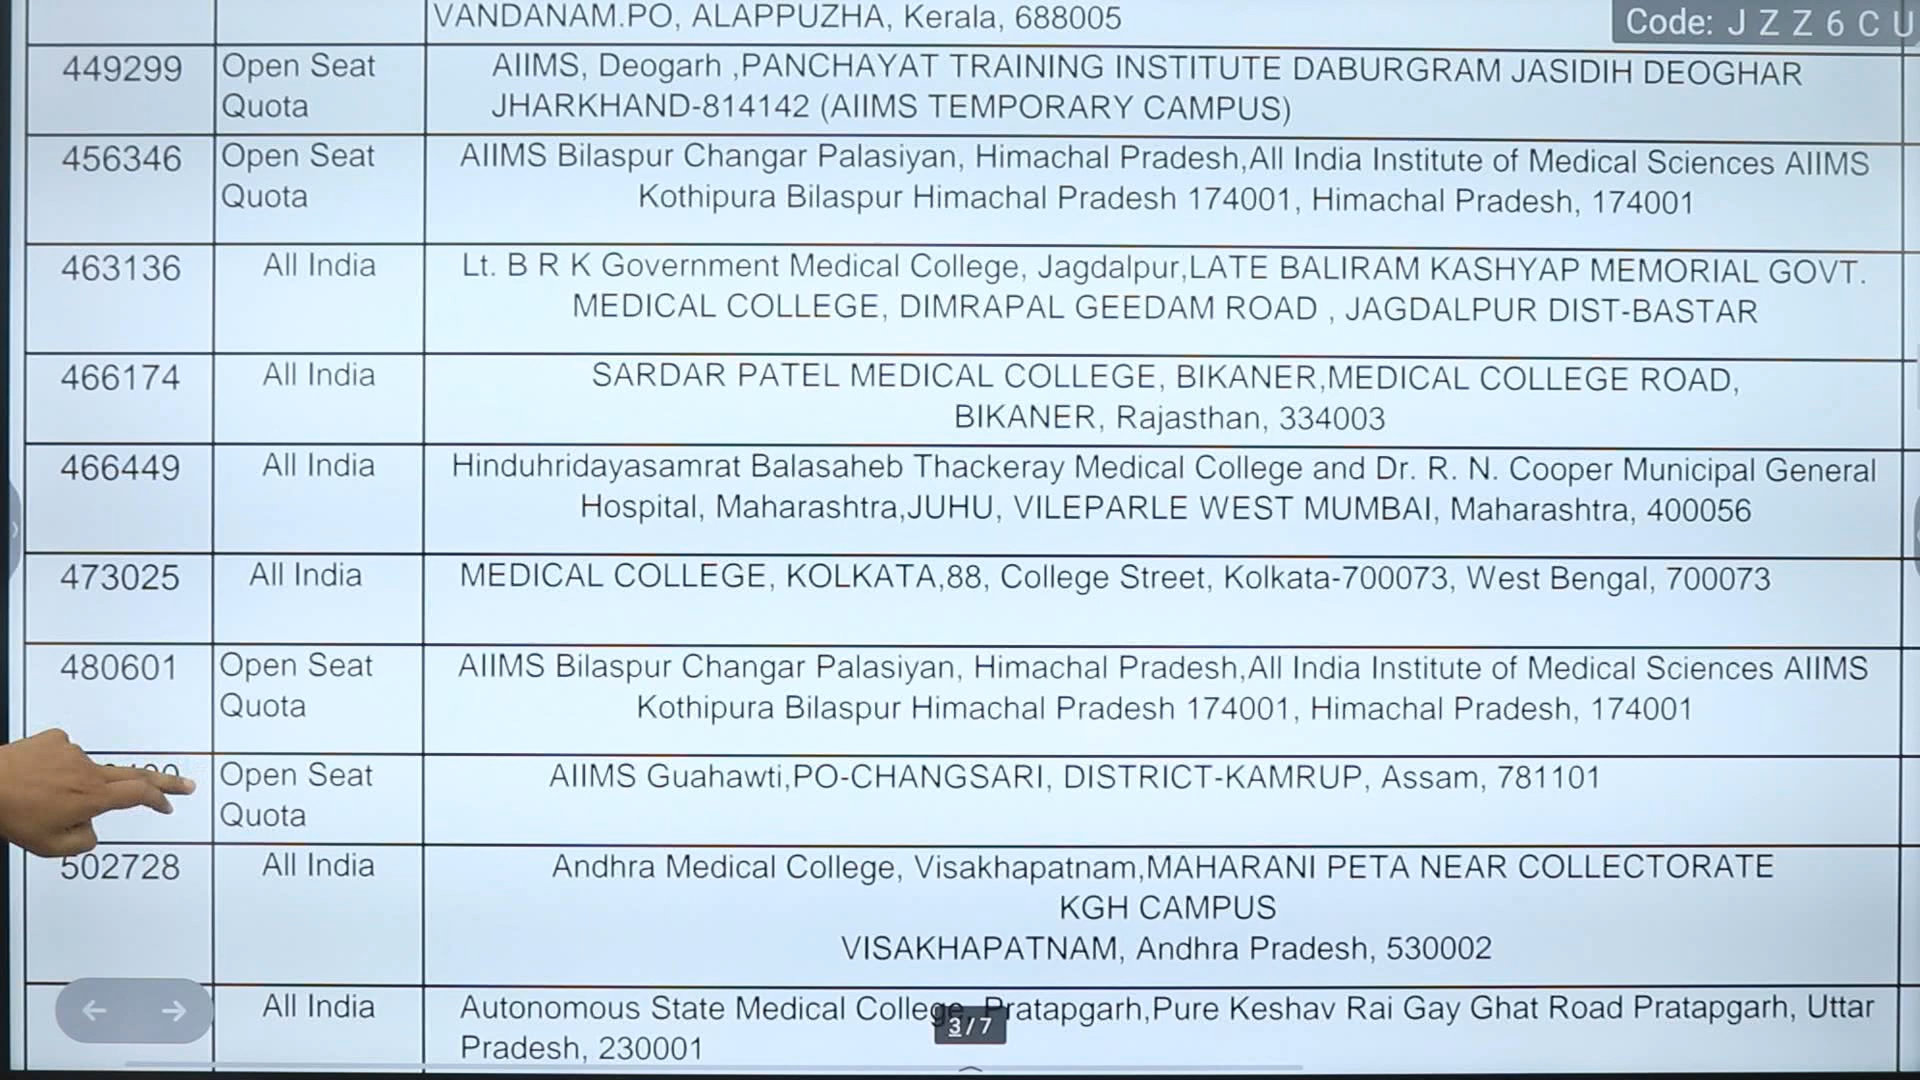 VANDANAM.PO, ALAPPUZHA, Kerala, 688005
Code: J Z Z 6 C U
449299
Open Seat
Quota
AIIMS, Deogarh ,PANCHAYAT TRAINING INSTITUTE DABURGRAM JASIDIH DEOGHAR
JHARKHAND-814142 (AIIMS TEMPORARY CAMPUS)
456346
Open Seat
Quota
AIIMS Bilaspur Changar Palasiyan, Himachal Pradesh,All India Institute of Medical Sciences AIIMS
Kothipura Bilaspur Himachal Pradesh 174001, Himachal Pradesh, 174001
463136
All India
Lt. B R K Government Medical College, Jagdalpur,LATE BALIRAM KASHYAP MEMORIAL GOVT.
MEDICAL COLLEGE, DIMRAPAL GEEDAM ROAD , JAGDALPUR DIST-BASTAR
466174
All India
SARDAR PATEL MEDICAL COLLEGE, BIKANER,MEDICAL COLLEGE ROAD,
BIKANER, Rajasthan, 334003
466449
All India
Hinduhridayasamrat Balasaheb Thackeray Medical College and Dr. R. N. Cooper Municipal General
Hospital, Maharashtra,JUHU, VILEPARLE WEST MUMBAI, Maharashtra, 400056
473025
All India
MEDICAL COLLEGE, KOLKATA,88, College Street, Kolkata-700073, West Bengal, 700073
480601
Open Seat
Quota
AIIMS Bilaspur Changar Palasiyan, Himachal Pradesh,All India Institute of Medical Sciences AIIMS
Kothipura Bilaspur Himachal Pradesh 174001, Himachal Pradesh, 174001
Open Seat
Quota
AIIMS Guahawti,PO-CHANGSARI, DISTRICT-KAMRUP, Assam, 781101
502728
All India
Andhra Medical College, Visakhapatnam,MAHARANI PETA NEAR COLLECTORATE
KGH CAMPUS
VISAKHAPATNAM, Andhra Pradesh, 530002
All India
Autonomous State Medical College, Pratapgarh,Pure Keshav Rai Gay Ghat Road Pratapgarh, Uttar
Pradesh, 230001
3/7